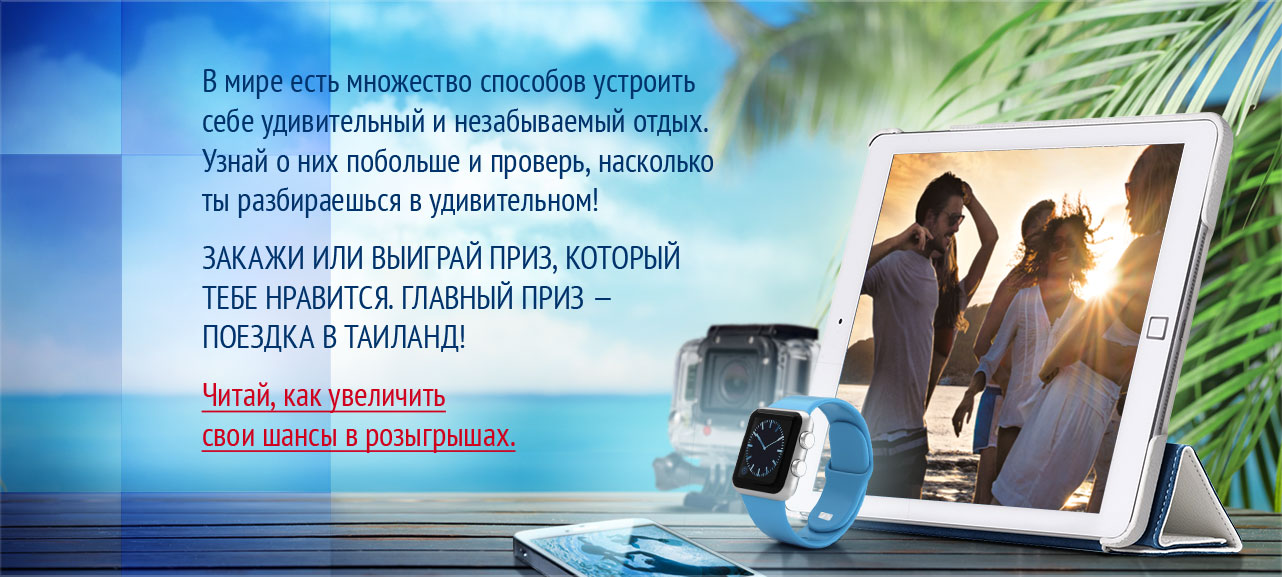 В мире есть множество способов устроить
себе удивительный и незабываемый отдых.
Узнай о них побольше и проверь, насколько
ты разбираешься в удивительном!
ЗАКАЖИ ИЛИ ВЫИГРАЙ ПРИЗ, КОТОРЫЙ
ТЕБЕ НРАВИТСЯ. ГЛАВНЫЙ ПРИЗ —
ПОЕЗДКА В ТАИЛАНД!
Читай, как увеличить
свои шансы в розыгрышах.